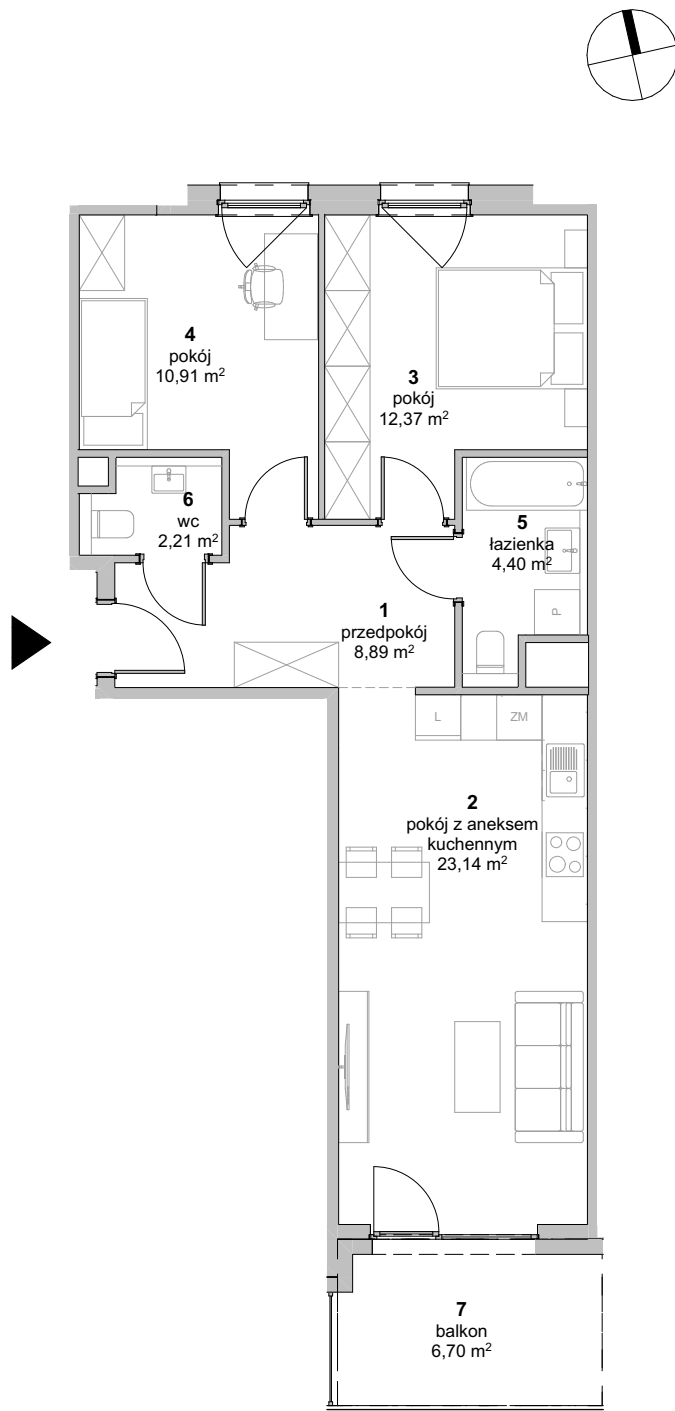 4
pokój
10,91 m²
3
pokój
12,37 m²
6
wc
2,21 m²
5
łazienka
4,40 m²
P
1
przedpokój
8,89 m²
L
ZM
2
pokój z aneksem
kuchennym
23,14 m²
7
balkon
6,70 m²